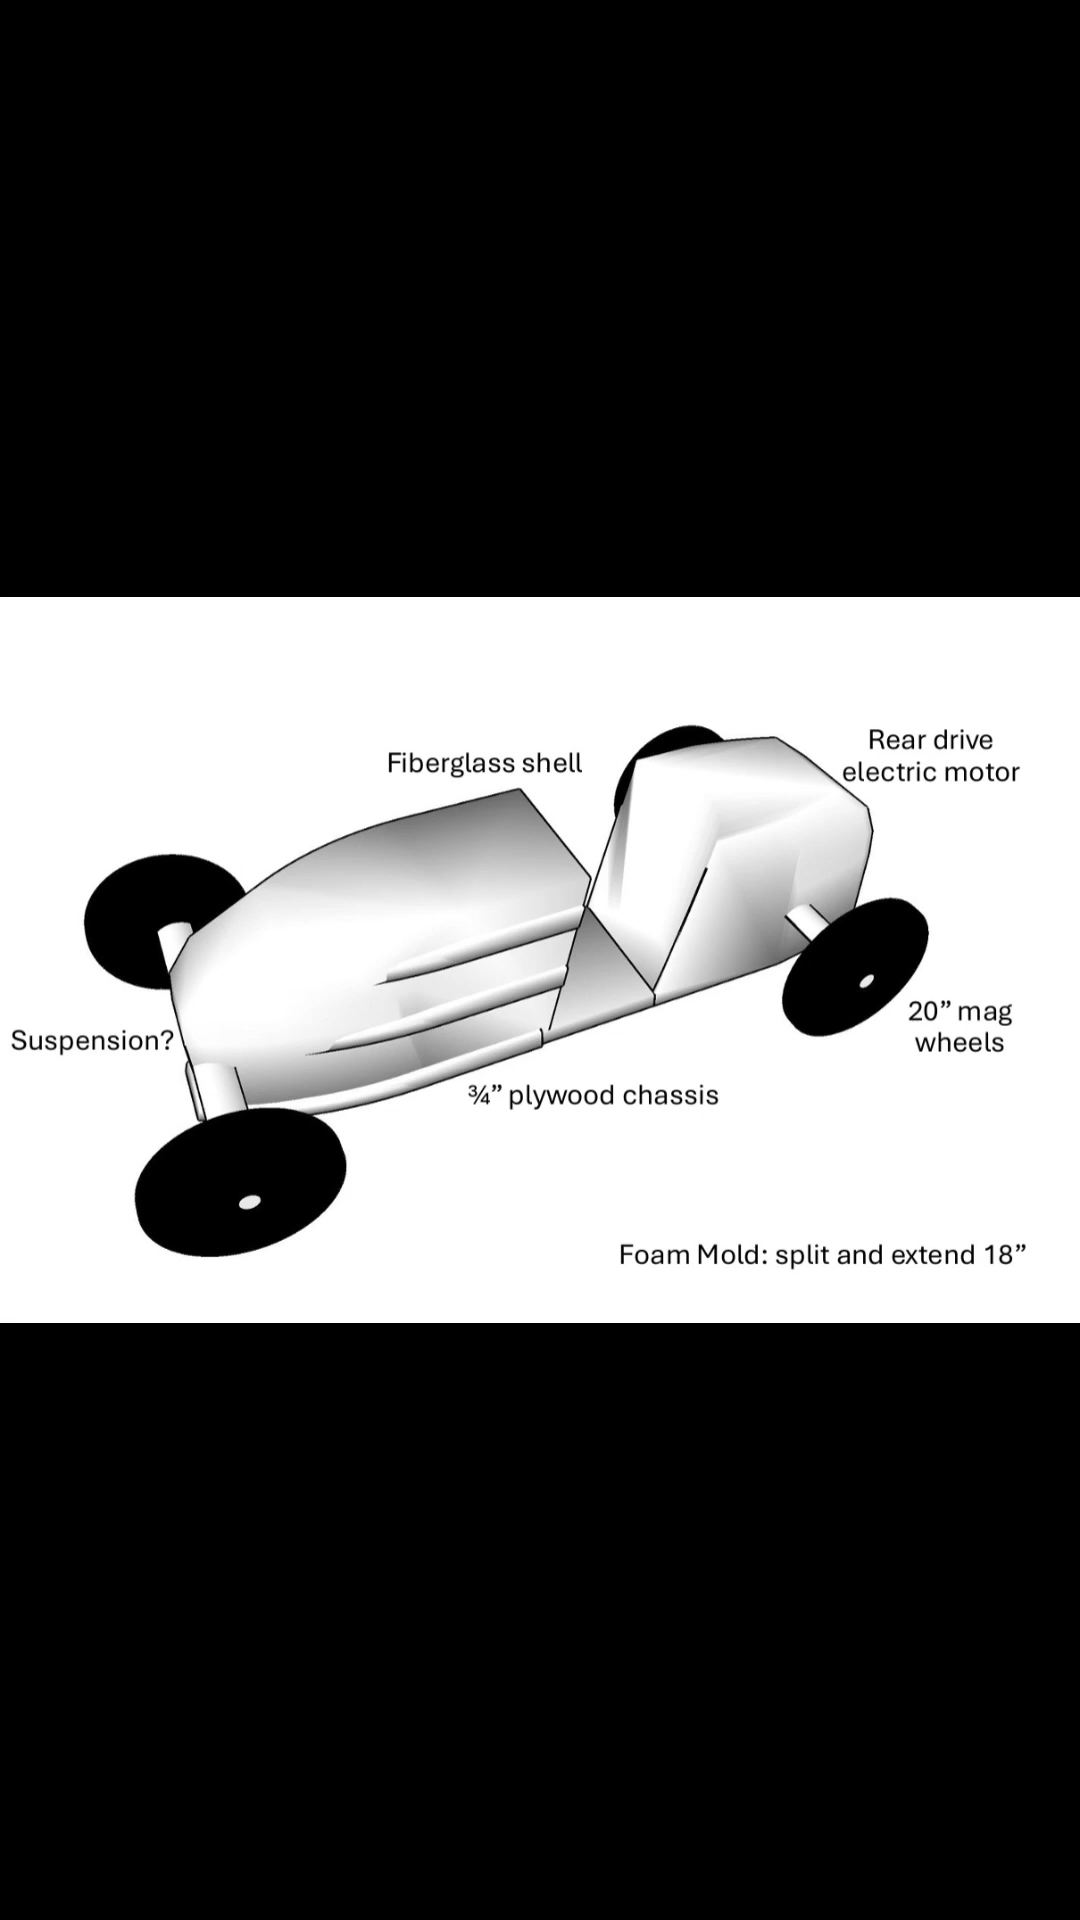 Rear drive
electric motor
Fiberglass shell
20” mag
wheels
Suspension?
¾” plywood chassis
Foam Mold: split and extend 18”